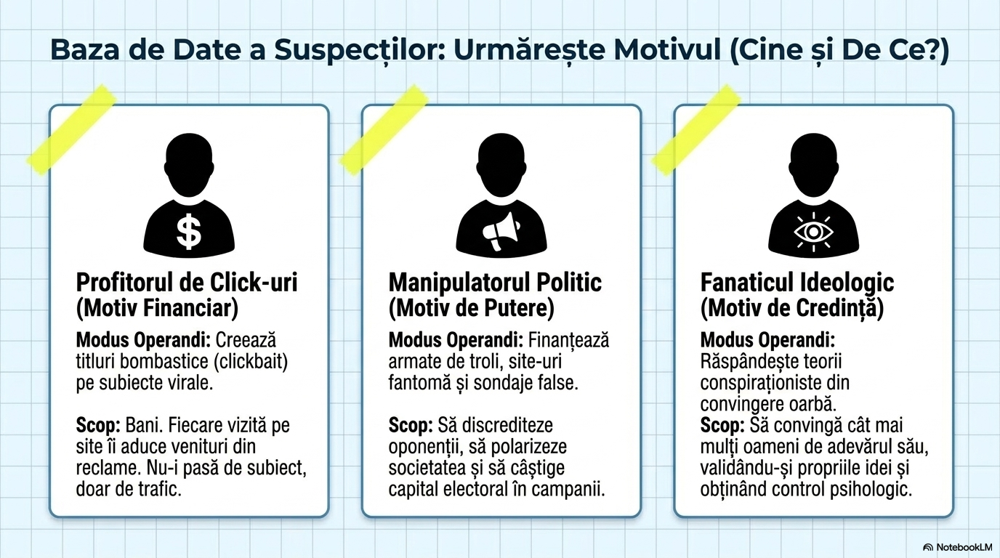 Baza de Date a Suspecților: Urmărește Motivul (Cine și De Ce?)
$
Profitorul de Click-uri
(Motiv Financiar)
Modus Operandi: Creează
titluri bombastice (clickbait)
pe subiecte virale.
Scop: Bani. Fiecare vizită pe
site îi aduce venituri din
reclame. Nu-i pasă de subiect,
doar de trafic.
Manipulatorul Politic
(Motiv de Putere)
Modus Operandi: Finanțează
armate de troli, site-uri
fantomă și sondaje false.
Scop: Să discrediteze
oponenții, să polarizeze
societatea și să câștige
capital electoral în campanii.
Fanaticul Ideologic
(Motiv de Credință)
Modus Operandi:
Răspândește teorii
conspiraționiste din
convingere oarbă.
Scop: Să convingă cât mai
mulți oameni de adevărul său,
validându-și propriile idei și
obținând control psihologic.
NotebookLM